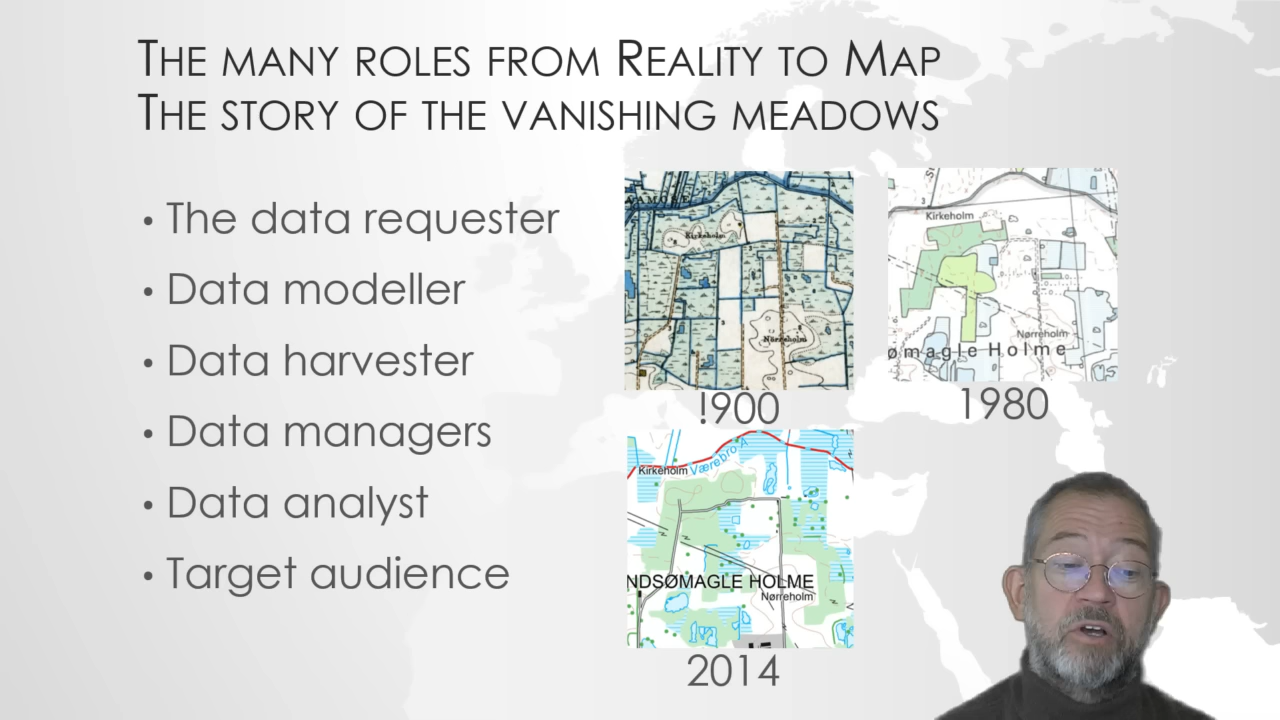 The many roles from Reality to Map
The story of the vanishing meadows
• The data requester
• Data modeller
• Data harvester
• Data managers
• Data analyst
• Target audience
Kirkeholm
Nørreholm
!900
Kirkeholm
Nørreholm
ømagle Holme
1980
Kirkeholm
Værebro Å
NDSØMAGLE HOLME
Nørreholm
2014